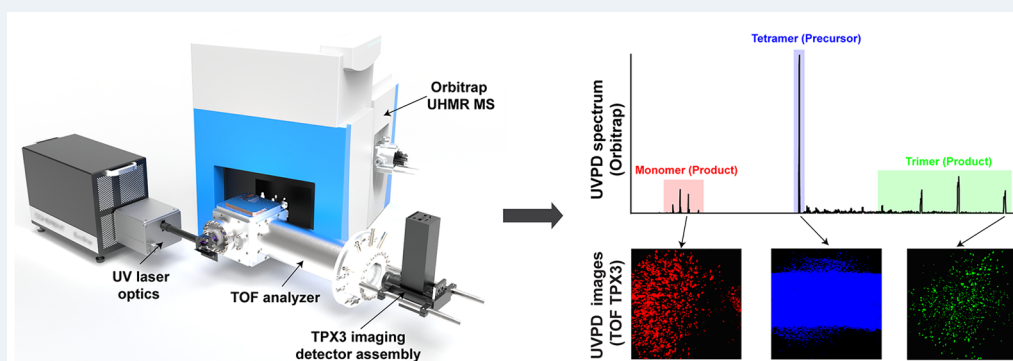 Orbitrap
UHMR MS
UV laser
optics
TOF analyzer
TPX3 imaging
detector assembly
Tetramer (Precursor)
UVPD spectrum
(Orbitrap)
Monomer (Product)
Trimer (Product)
UVPD images
(TOF TPX3)